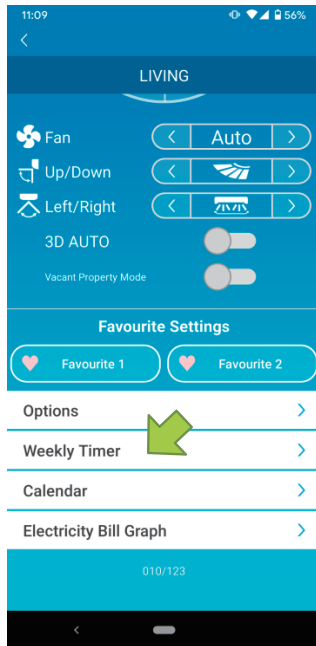 11:09 56%
LIVING
Fan Auto
Up/Down
Left/Right
3D AUTO
Vacant Property Mode
Favourite Settings
Favourite 1 Favourite 2
Options
Weekly Timer
Calendar
Electricity Bill Graph
010/123